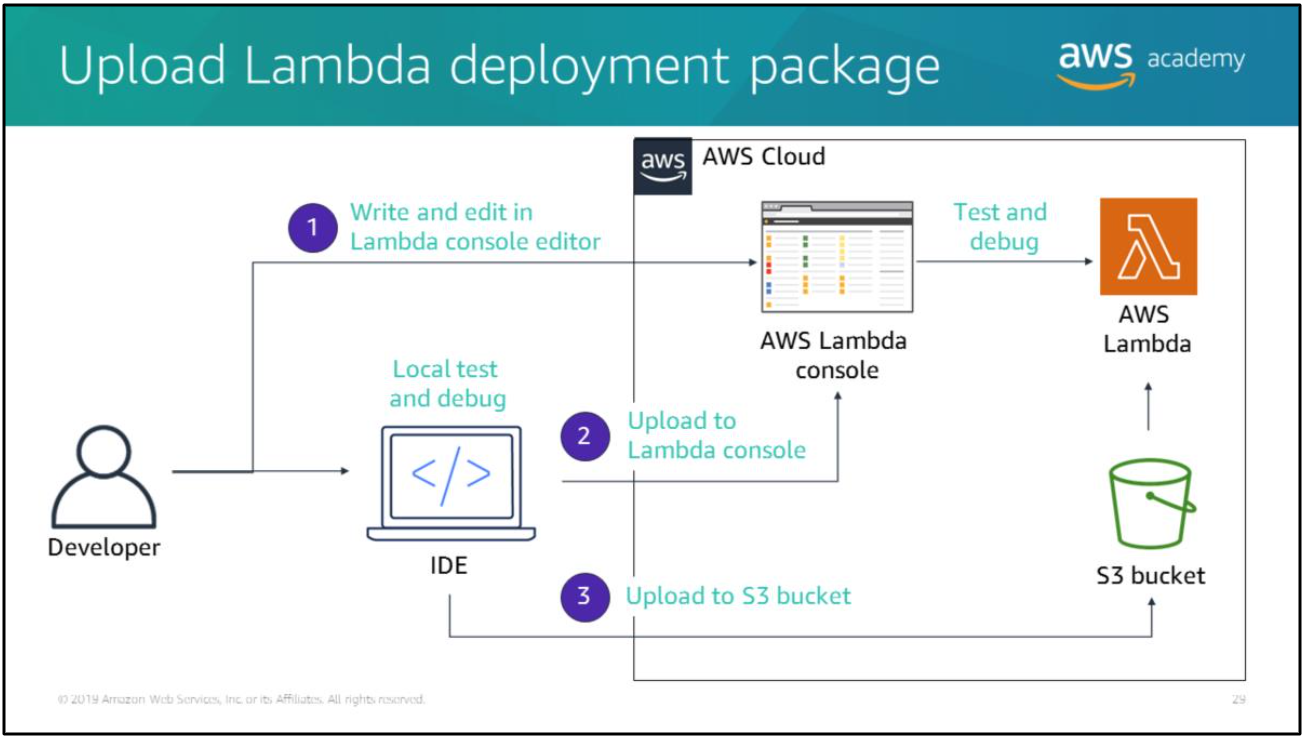 Upload Lambda deployment package
aws academy
aws
AWS Cloud
1
Write and edit in
Lambda console editor
Test and
debug
AWS Lambda
console
AWS
Lambda
Local test
and debug
2
Upload to
Lambda console
</>
Developer
IDE
S3 bucket
3
Upload to S3 bucket
© 2019 Amazon Web Services, Inc. or its Affiliates. All rights reserved.
29